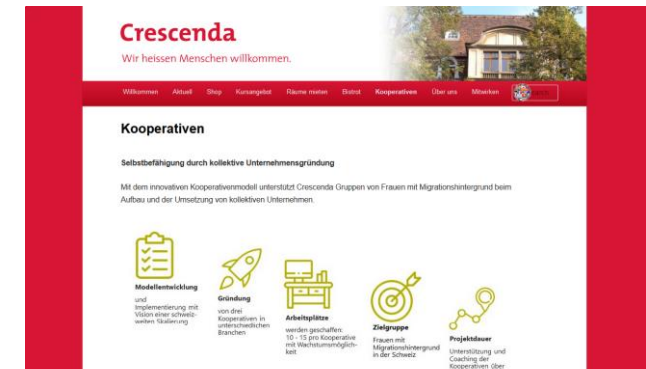 Crescenda
Wir heissen Menschen willkommen.
Willkommen Aktuell Shop Kursangebot Räume mieten Bistrot Kooperativen Über uns Mitwirken
Kooperativen
Selbstbefähigung durch kollektive Unternehmensgründung
Mit dem innovativen Kooperativenmodell unterstützt Crescenda Gruppen von Frauen mit Migrationshintergrund beim
Aufbau und der Umsetzung von kollektiven Unternehmen.
Modellentwicklung
und
Implementierung mit
Vision einer schweiz-
weiten Skalierung
Gründung
von drei
Kooperativen in
unterschiedlichen
Branchen
Arbeitsplätze
werden geschaffen:
10 - 15 pro Kooperative
mit Wachstumsmöglich-
keit
Zielgruppe
Frauen mit
Migrationshintergrund
in der Schweiz
Projektdauer
Unterstützung und
Coaching der
Kooperativen über